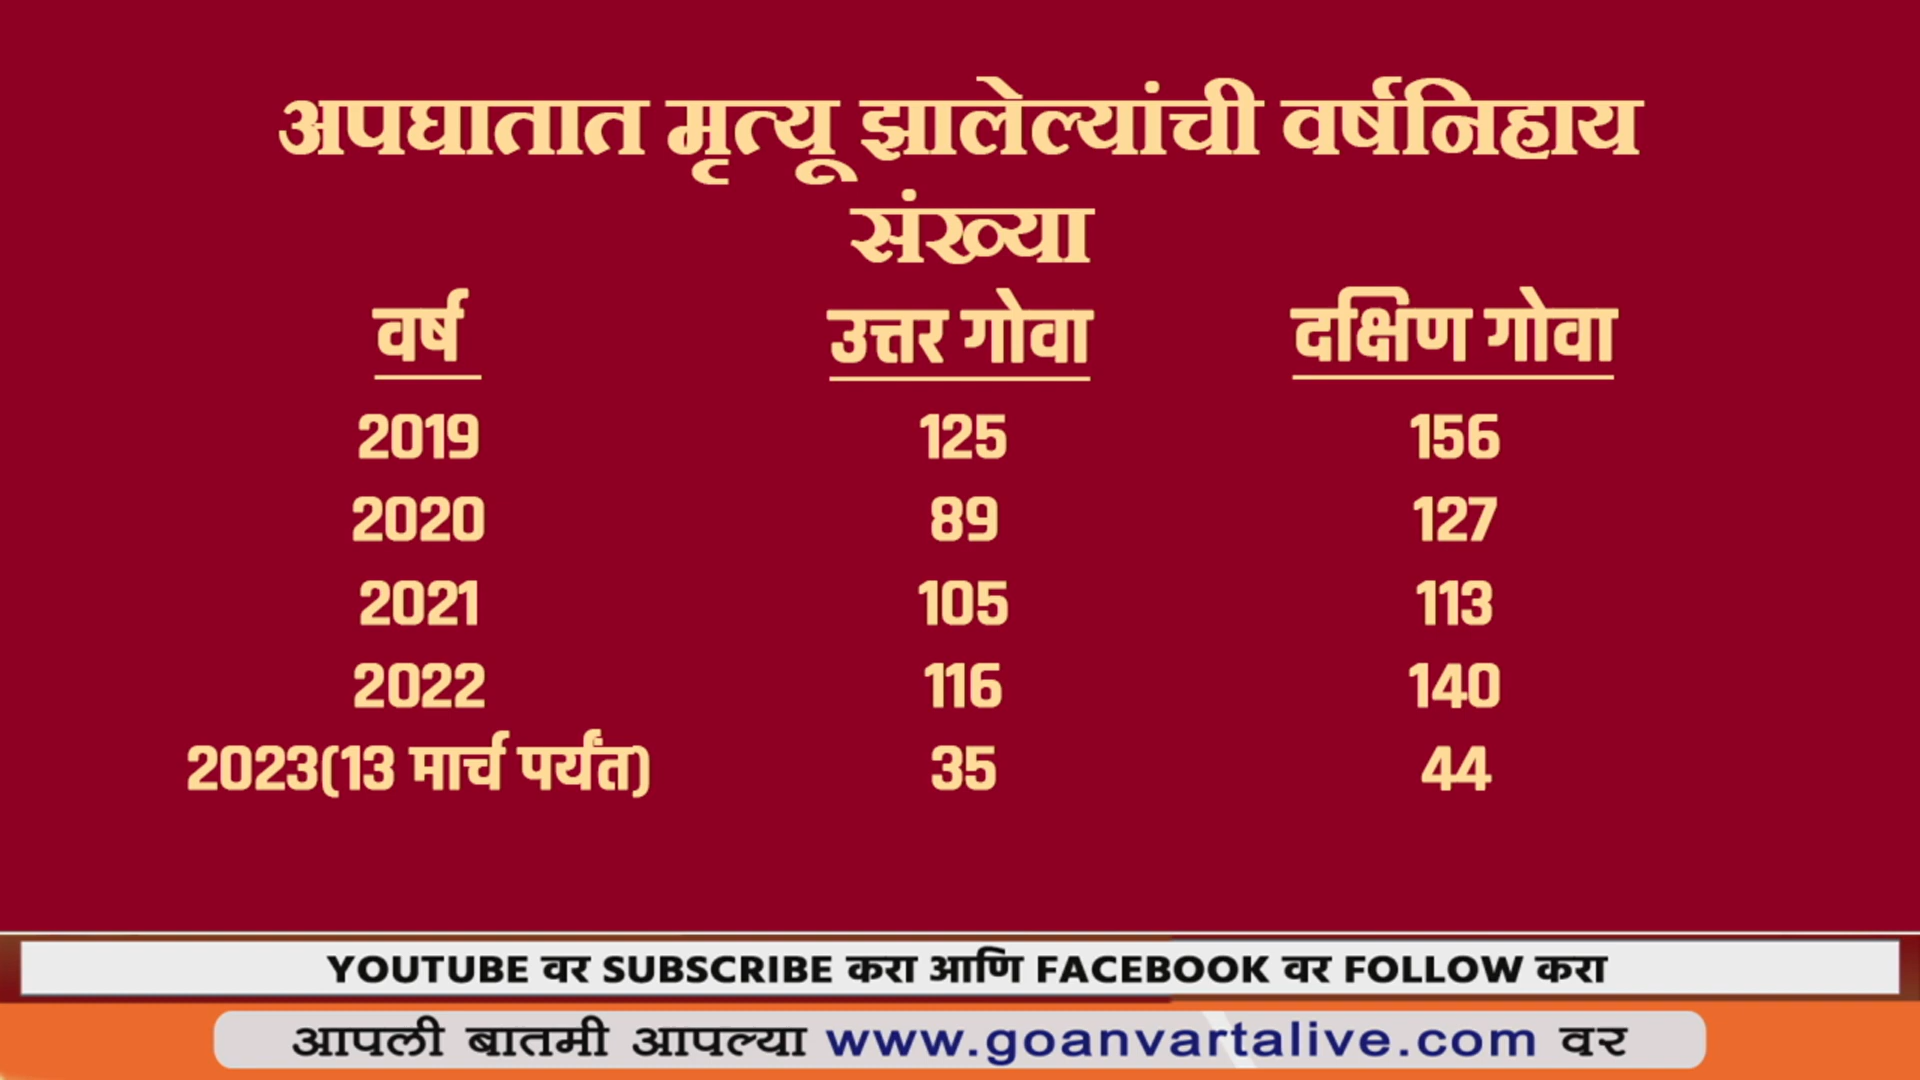 अपघातात मृत्यू झालेल्यांची वर्षनिहाय
संख्या
वर्ष उत्तर गोवा दक्षिण गोवा
2019 125 156
2020 89 127
2021 105 113
2022 116 140
2023(13 मार्च पर्यंत) 35 44
YOUTUBE वर SUBSCRIBE करा आणि FACEBOOK वर FOLLOW करा
आपली बातमी आपल्या www.goanvartalive.com वर